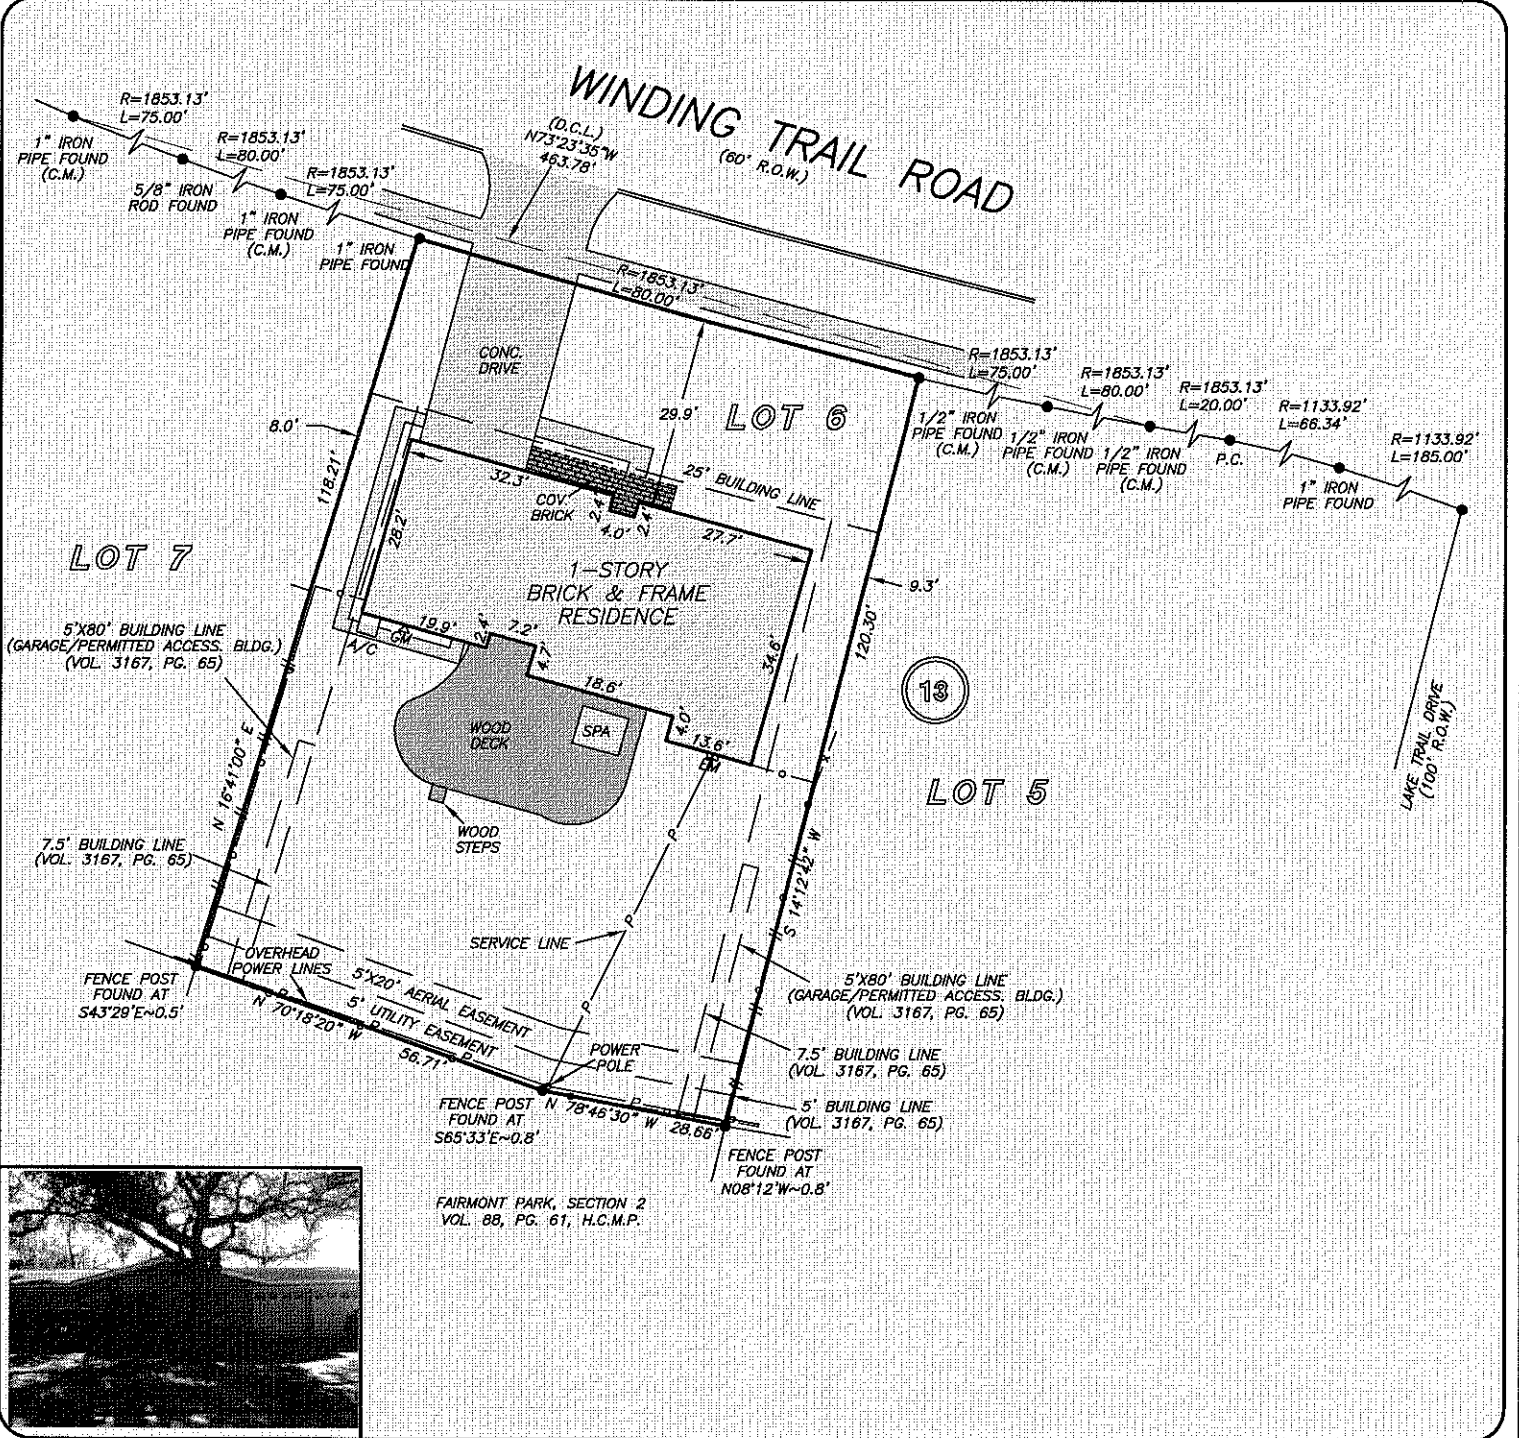 WINDING TRAIL ROAD
(60' R.O.W.)
(D.C.L.)
N73°23'35"W
463.78'
R=1853.13'
L=75.00'
1" IRON
PIPE FOUND
(C.M.)
R=1853.13'
L=80.00'
5/8" IRON
ROD FOUND
R=1853.13'
L=75.00'
1" IRON
PIPE FOUND
(C.M.)
1" IRON
PIPE FOUND
R=1853.13'
L=80.00'
CONC.
DRIVE
29.9'
LOT 6
R=1853.13'
L=75.00'
1/2" IRON
PIPE FOUND
(C.M.)
R=1853.13'
L=80.00'
1/2" IRON
PIPE FOUND
(C.M.)
R=1853.13'
L=20.00'
1/2" IRON
PIPE FOUND
(C.M.)
P.C.
R=1133.92'
L=66.34'
1" IRON
PIPE FOUND
R=1133.92'
L=185.00'
8.0'
118.21'
25' BUILDING LINE
32.3'
COV.
BRICK
2.4'
4.0'
2.4'
27.7'
28.2'
LOT 7
1-STORY
BRICK & FRAME
RESIDENCE
9.3'
120.30'
5'X80' BUILDING LINE
(GARAGE/PERMITTED ACCESS. BLDG.)
(VOL. 3167, PG. 65)
A/C
GM
19.9'
2.4'
7.2'
4.7'
18.6'
34.6'
4.0'
13.6'
EM
WOOD
DECK
SPA
13
LOT 5
LAKE TRAIL DRIVE
(100' R.O.W.)
N 16°41'00" E
S 14°12'42" W
WOOD
STEPS
7.5' BUILDING LINE
(VOL. 3167, PG. 65)
P
P
P
SERVICE LINE
OVERHEAD
POWER LINES
5'X20' AERIAL EASEMENT
5' UTILITY EASEMENT
FENCE POST
FOUND AT
S43°29'E~0.5'
N 70°18'20" W
56.71'
P
P
P
P
POWER
POLE
5'X80' BUILDING LINE
(GARAGE/PERMITTED ACCESS. BLDG.)
(VOL. 3167, PG. 65)
7.5' BUILDING LINE
(VOL. 3167, PG. 65)
5' BUILDING LINE
(VOL. 3167, PG. 65)
FENCE POST
FOUND AT
S65°33'E~0.8'
N 78°46'30" W
28.66'
FENCE POST
FOUND AT
N08°12'W~0.8'
FAIRMONT PARK, SECTION 2
VOL. 88, PG. 61, H.C.M.P.